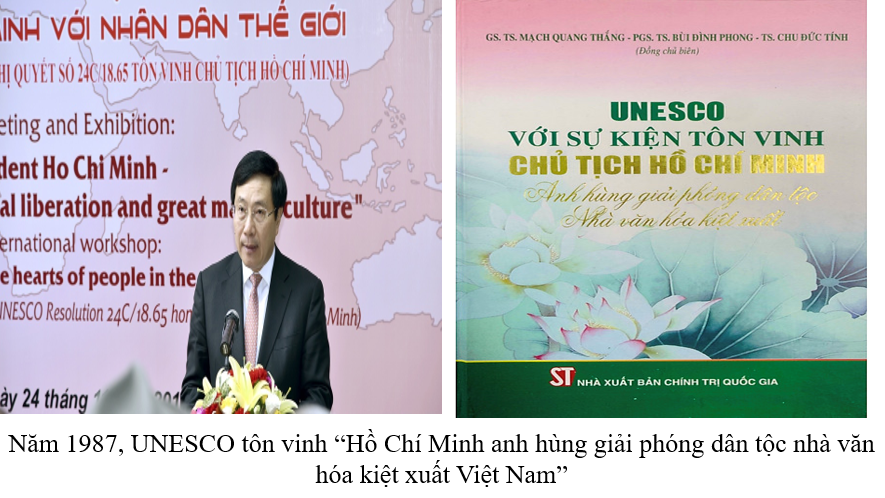 MINH VỚI NHÂN DÂN THẾ GIỚI
HỊ QUYẾT SỐ 24C/18.65 TÔN VINH CHỦ TỊCH HỒ CHÍ MINH)
eting and Exhibition:
dent Ho Chi Minh -
al liberation and great m culture"
ernational workshop:
e hearts of people in the
UNESCO Resolution 24C/18.65 hon Minh)
ày 24 tháng
GS. TS. MẠCH QUANG THẮNG - PGS. TS. BÙI ĐÌNH PHONG - TS. CHU ĐỨC TÍNH
(Đồng chủ biên)
UNESCO
VỚI SỰ KIỆN TÔN VINH
CHỦ TỊCH HỒ CHÍ MINH
Anh hùng giải phóng dân tộc
Nhà văn hóa kiệt xuất
ST NHÀ XUẤT BẢN CHÍNH TRỊ QUỐC GIA
Năm 1987, UNESCO tôn vinh “Hồ Chí Minh anh hùng giải phóng dân tộc nhà văn
hóa kiệt xuất Việt Nam”